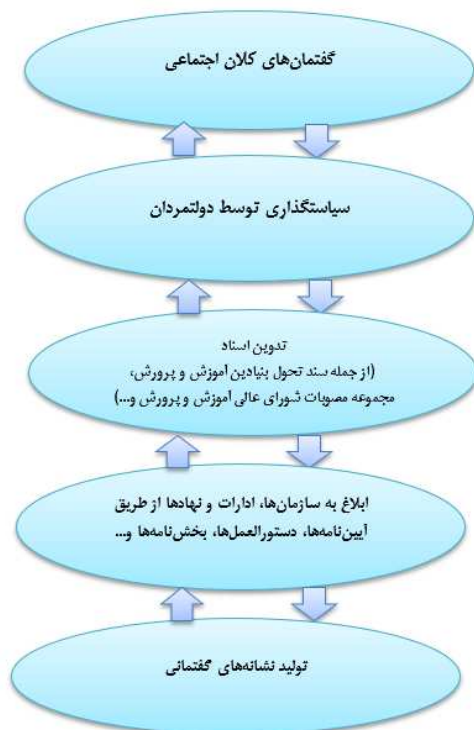 گفتمان‌های کلان اجتماعی
سیاستگذاری توسط دولتمردان
تدوین اسناد
(از جمله سند تحول بنیادین آموزش و پرورش،
مجموعه مصوبات شورای عالی آموزش و پرورش و...)
ابلاغ به سازمان‌ها، ادارات و نهادها از طریق
آیین‌نامه‌ها، دستورالعمل‌ها، بخش‌نامه‌ها و...
تولید نشانه‌های گفتمانی